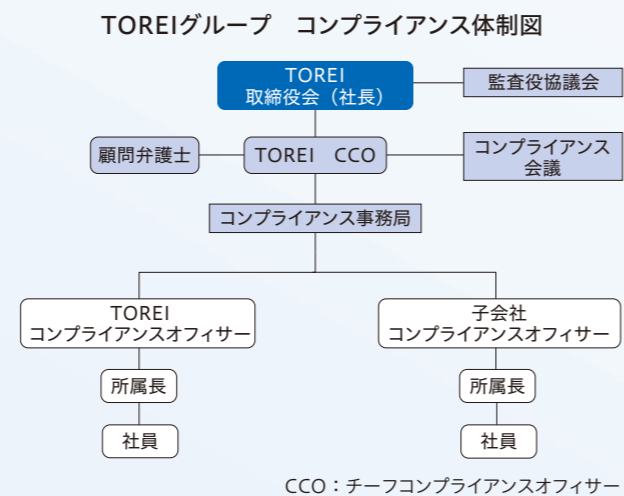 TOREIグループ　コンプライアンス体制図
TOREI
取締役会（社長）
監査役協議会
顧問弁護士
TOREI　CCO
コンプライアンス
会議
コンプライアンス事務局
TOREI
コンプライアンスオフィサー
子会社
コンプライアンスオフィサー
所属長
所属長
社員
社員
CCO：チーフコンプライアンスオフィサー